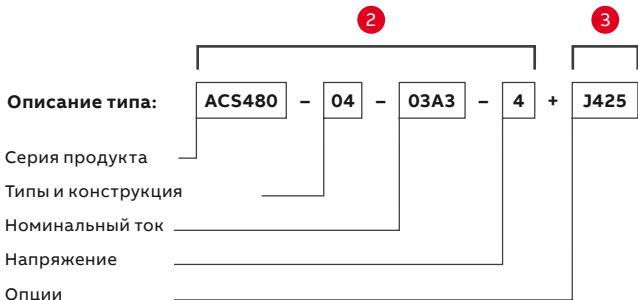 2 3
Описание типа: ACS480 – 04 – 03A3 – 4 + J425
Серия продукта
Типы и конструкция
Номинальный ток
Напряжение
Опции